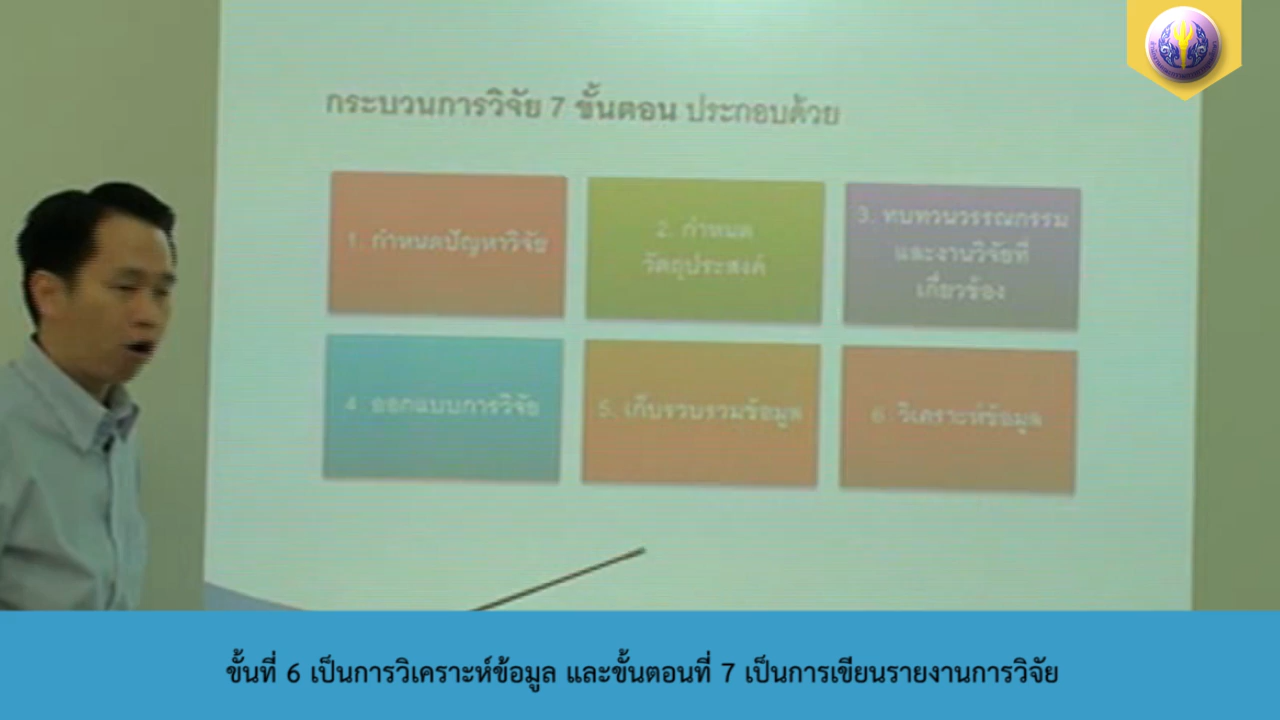 กระบวนการวิจัย 7 ขั้นตอน ประกอบด้วย
1. กำหนดปัญหาวิจัย
2. กำหนด
วัตถุประสงค์
3. ทบทวนวรรณกรรม
และงานวิจัยที่
เกี่ยวข้อง
4. ออกแบบการวิจัย
5. เก็บรวบรวมข้อมูล
6. วิเคราะห์ข้อมูล
ขั้นที่ 6 เป็นการวิเคราะห์ข้อมูล และขั้นตอนที่ 7 เป็นการเขียนรายงานการวิจัย